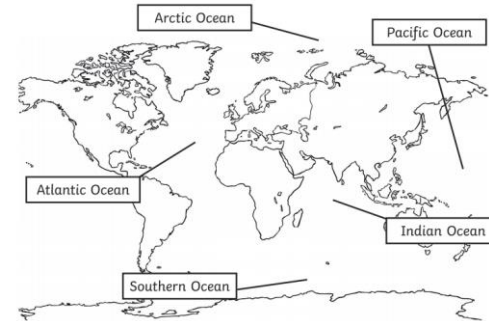 Arctic Ocean
Pacific Ocean
Atlantic Ocean
Indian Ocean
Southern Ocean